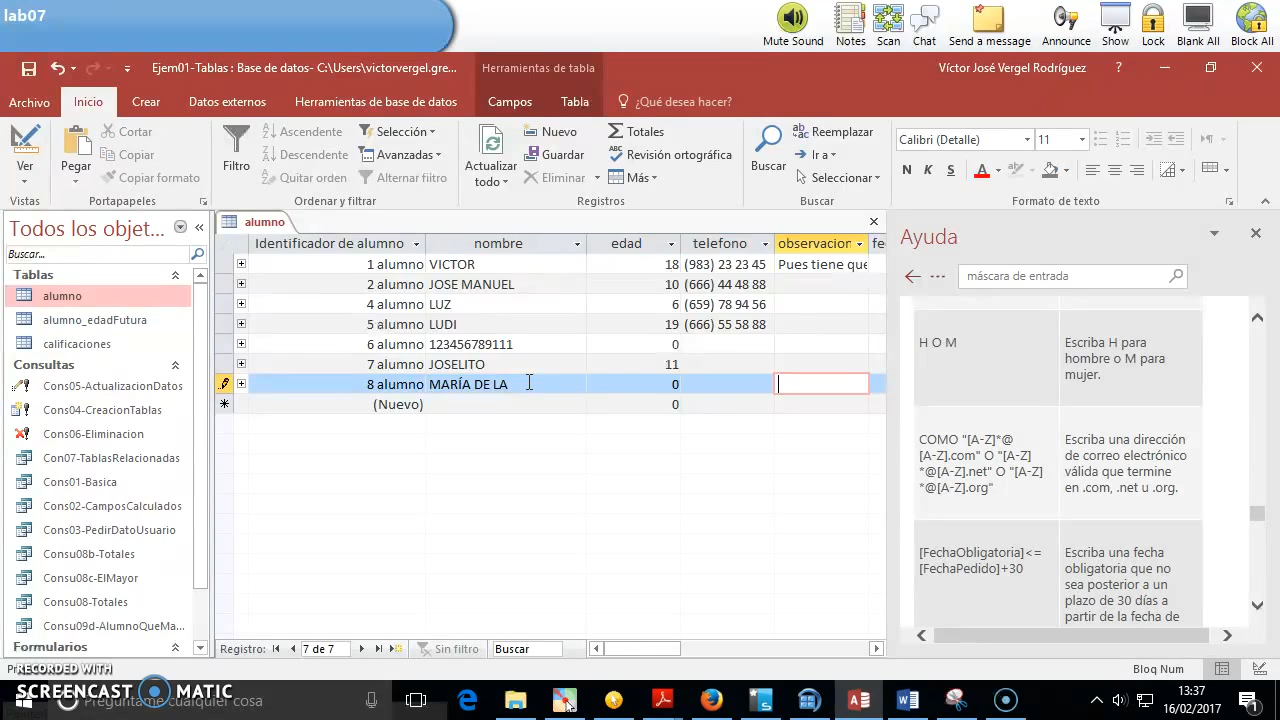 lab07
Mute Sound Notes Scan Chat Send a message Announce Show Lock Blank All Block All
Ejem01-Tablas : Base de datos- C:\Users\victorvergel.gre... Herramientas de tabla Víctor José Vergel Rodríguez ?
Archivo Inicio Crear Datos externos Herramientas de base de datos Campos Tabla ¿Qué desea hacer?
Ver
Vistas
Pegar
Cortar
Copiar
Copiar formato
Portapapeles
Filtro
Ascendente
Descendente
Quitar orden
Selección
Avanzadas
Alternar filtro
Ordenar y filtrar
Actualizar
todo
Nuevo
Guardar
Eliminar
Totales
Revisión ortográfica
Más
Registros
Buscar
Reemplazar
Ir a
Seleccionar
Buscar
Calibri (Detalle) 11
N K S A
Formato de texto
Todos los objet...
Buscar...
Tablas
alumno
alumno_edadFutura
calificaciones
Consultas
Cons05-ActualizacionDatos
Cons04-CreacionTablas
Cons06-Eliminacion
Con07-TablasRelacionadas
Cons01-Basica
Cons02-CamposCalculados
Cons03-PedirDatoUsuario
Consu08b-Totales
Consu08c-ElMayor
Consu08-Totales
Consu09d-AlumnoQueMa...
Formularios
alumno
Identificador de alumno nombre edad telefono observacion fe
1 alumno VICTOR 18 (983) 23 23 45 Pues tiene que
2 alumno JOSE MANUEL 10 (666) 44 48 88
4 alumno LUZ 6 (659) 78 94 56
5 alumno LUDI 19 (666) 55 58 88
6 alumno 123456789111 0
7 alumno JOSELITO 11
8 alumno MARÍA DE LA 0
(Nuevo) 0
Registro: 7 de 7 Sin filtro Buscar
Ayuda
máscara de entrada
H O M
Escriba H para
hombre o M para
mujer.
COMO "[A-Z]*@
[A-Z].com" O "[A-Z]
*@[A-Z].net" O "[A-Z]
*@[A-Z].org"
Escriba una dirección
de correo electrónico
válida que termine
en .com, .net u .org.
[FechaObligatoria]<=
[FechaPedido]+30
Escriba una fecha
obligatoria que no
sea posterior a un
plazo de 30 días a
partir de la fecha de
Bloq Num
RECORDED WITH
SCREENCAST MATIC
Pregúntame cualquier cosa
13:37
16/02/2017
1